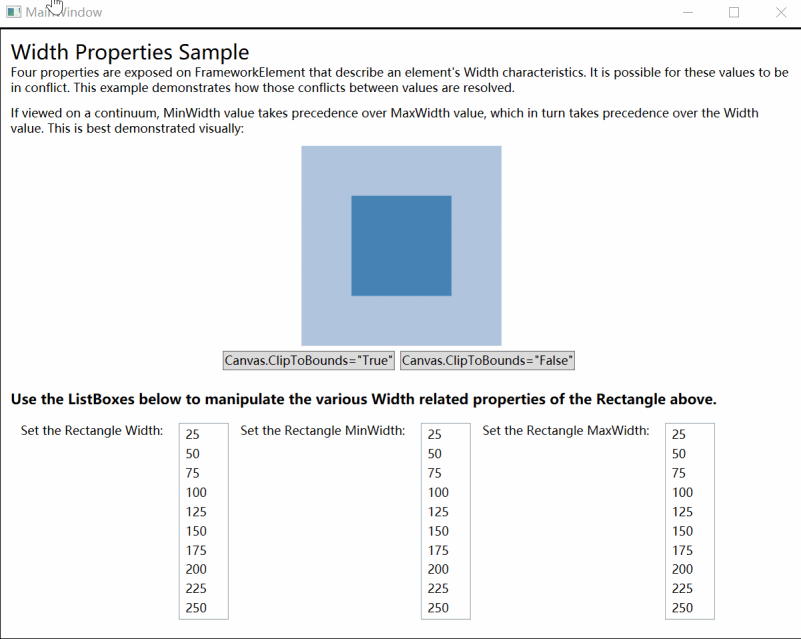 MainWindow
Width Properties Sample
Four properties are exposed on FrameworkElement that describe an element's Width characteristics. It is possible for these values to be
in conflict. This example demonstrates how those conflicts between values are resolved.
If viewed on a continuum, MinWidth value takes precedence over MaxWidth value, which in turn takes precedence over the Width
value. This is best demonstrated visually:
Canvas.ClipToBounds="True" Canvas.ClipToBounds="False"
Use the ListBoxes below to manipulate the various Width related properties of the Rectangle above.
Set the Rectangle Width:
25
50
75
100
125
150
175
200
225
250
Set the Rectangle MinWidth:
25
50
75
100
125
150
175
200
225
250
Set the Rectangle MaxWidth:
25
50
75
100
125
150
175
200
225
250